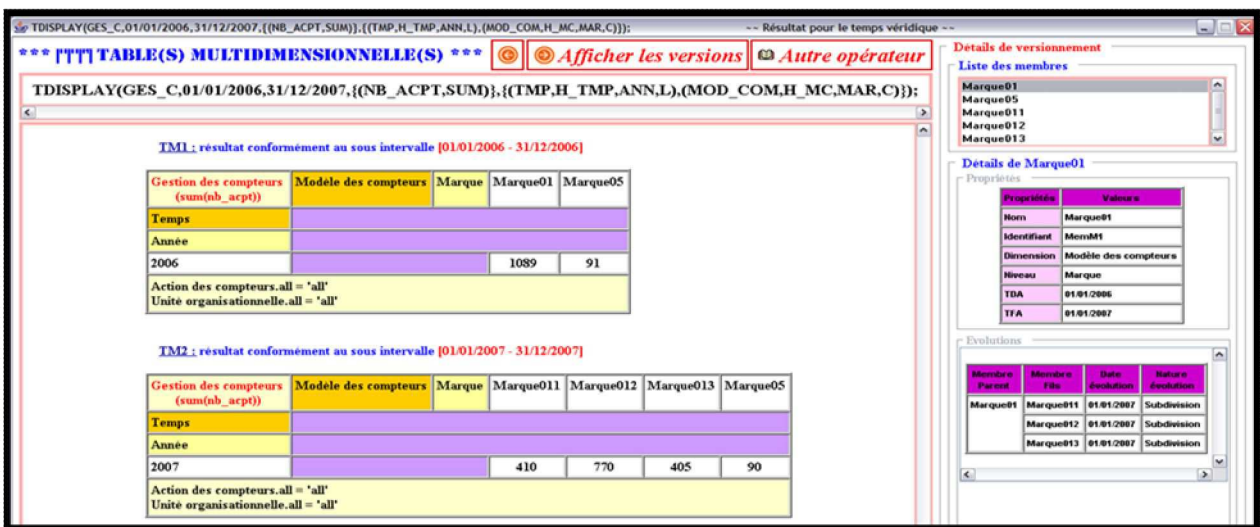 TDISPLAY(GES_C,01/01/2006,31/12/2007,{(NB_ACPT,SUM)},{(TMP,H_TMP,ANN,L),(MOD_COM,H_MC,MAR,C)}); ~~ Résultat pour le temps véridique ~~
*** TABLE(S) MULTIDIMENSIONNELLE(S) *** Afficher les versions Autre opérateur
TDISPLAY(GES_C,01/01/2006,31/12/2007,{(NB_ACPT,SUM)},{(TMP,H_TMP,ANN,L),(MOD_COM,H_MC,MAR,C)});
TM1 : résultat conformément au sous intervalle [01/01/2006 - 31/12/2006]
Gestion des compteurs Modèle des compteurs Marque Marque01 Marque05
(sum(nb_acpt))
Temps
Année
2006 1089 91
Action des compteurs.all = 'all'
Unité organisationnelle.all = 'all'
TM2 : résultat conformément au sous intervalle [01/01/2007 - 31/12/2007]
Gestion des compteurs Modèle des compteurs Marque Marque011 Marque012 Marque013 Marque05
(sum(nb_acpt))
Temps
Année
2007 410 770 405 90
Action des compteurs.all = 'all'
Unité organisationnelle.all = 'all'
Détails de versionnement
Liste des membres
Marque01
Marque05
Marque011
Marque012
Marque013
Détails de Marque01
Propriétés
Propriétés Valeurs
Nom Marque01
Identifiant MemM1
Dimension Modèle des compteurs
Niveau Marque
TDA 01/01/2006
TFA 01/01/2007
Evolutions
Membre Parent Membre Fils Date évolution Nature évolution
Marque01 Marque011 01/01/2007 Subdivision
Marque012 01/01/2007 Subdivision
Marque013 01/01/2007 Subdivision